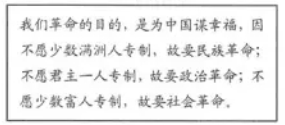 我们革命的目的，是为中国谋幸福，因
不愿少数满洲人专制，故要民族革命；
不愿君主一人专制，故要政治革命；不
愿少数富人专制，故要社会革命。